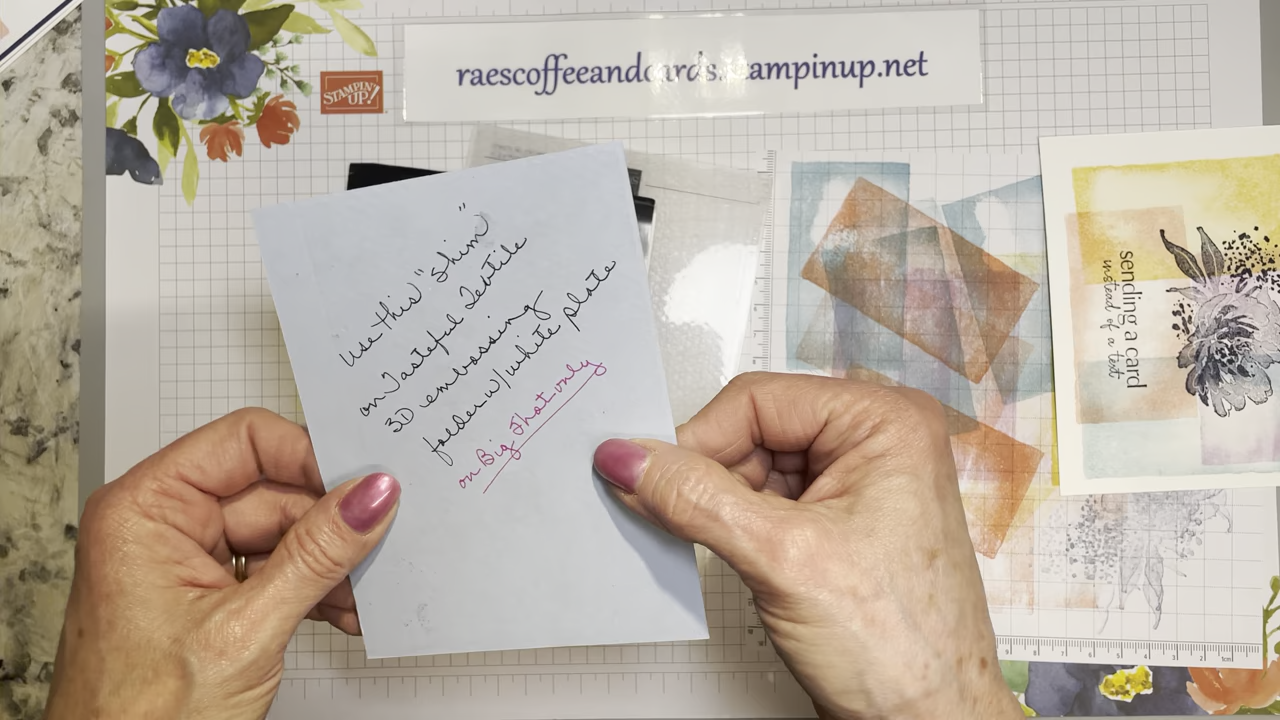 raescoffeeandcards.stampinup.net
STAMPIN' UP!
Use this "shim"
on Tasteful Textile
3D embossing
folder w/white plate
on Big Shot only
sending a card
instead of a text